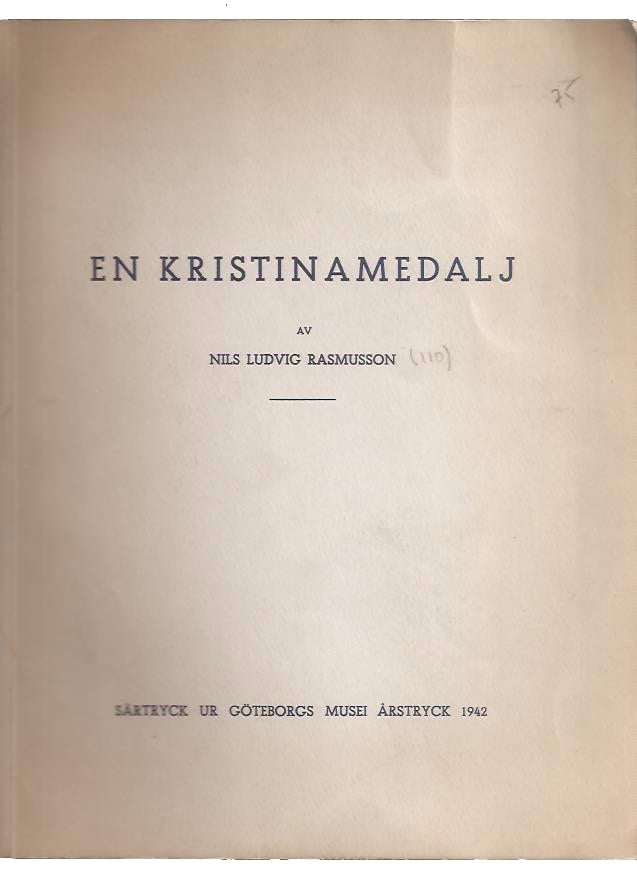 75
EN KRISTINAMEDALJ
AV
NILS LUDVIG RASMUSSON (110)
SÄRTRYCK UR GÖTEBORGS MUSEI ÅRSTRYCK 1942